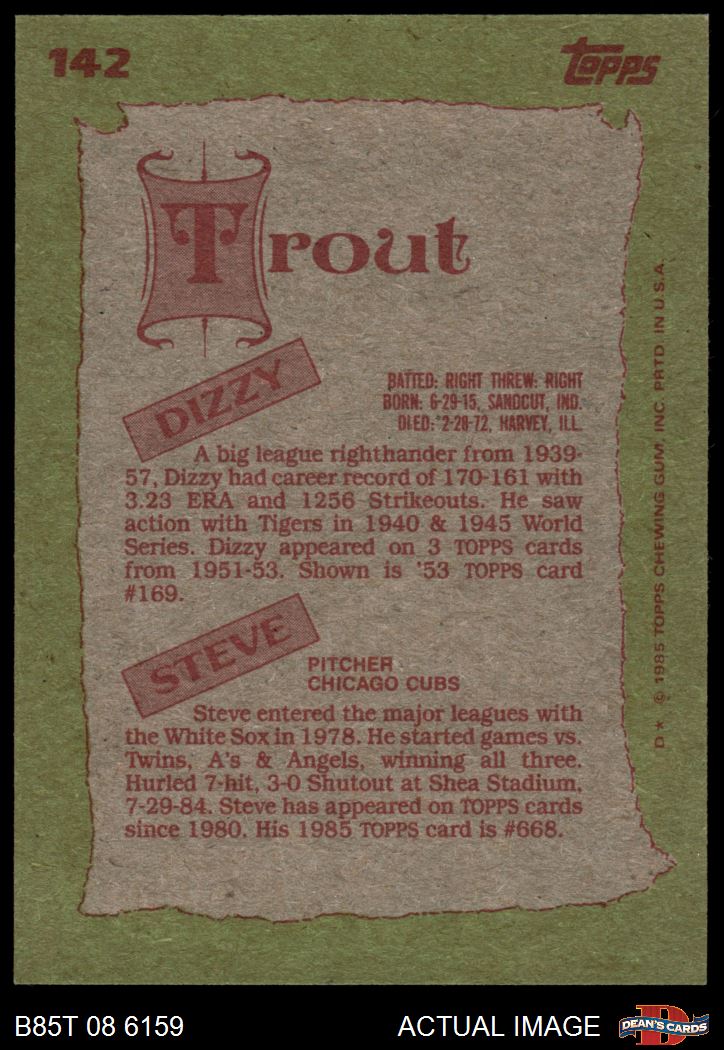 142
Topps
Trout
DIZZY
BATTED: RIGHT THREW: RIGHT
BORN: 6-29-15, SANDCUT, IND.
DIED: 2-28-72, HARVEY, ILL.
A big league righthander from 1939-
57, Dizzy had career record of 170-161 with
3.23 ERA and 1256 Strikeouts. He saw
action with Tigers in 1940 & 1945 World
Series. Dizzy appeared on 3 TOPPS cards
from 1951-53. Shown is '53 TOPPS card
#169.
STEVE
PITCHER
CHICAGO CUBS
Steve entered the major leagues with
the White Sox in 1978. He started games vs.
Twins, A's & Angels, winning all three.
Hurled 7-hit, 3-0 Shutout at Shea Stadium,
7-29-84. Steve has appeared on TOPPS cards
since 1980. His 1985 TOPPS card is #668.
D* © 1985 TOPPS CHEWING GUM, INC. PRTD. IN U.S.A.
B85T 08 6159
ACTUAL IMAGE
D
DEAN'S CARDS